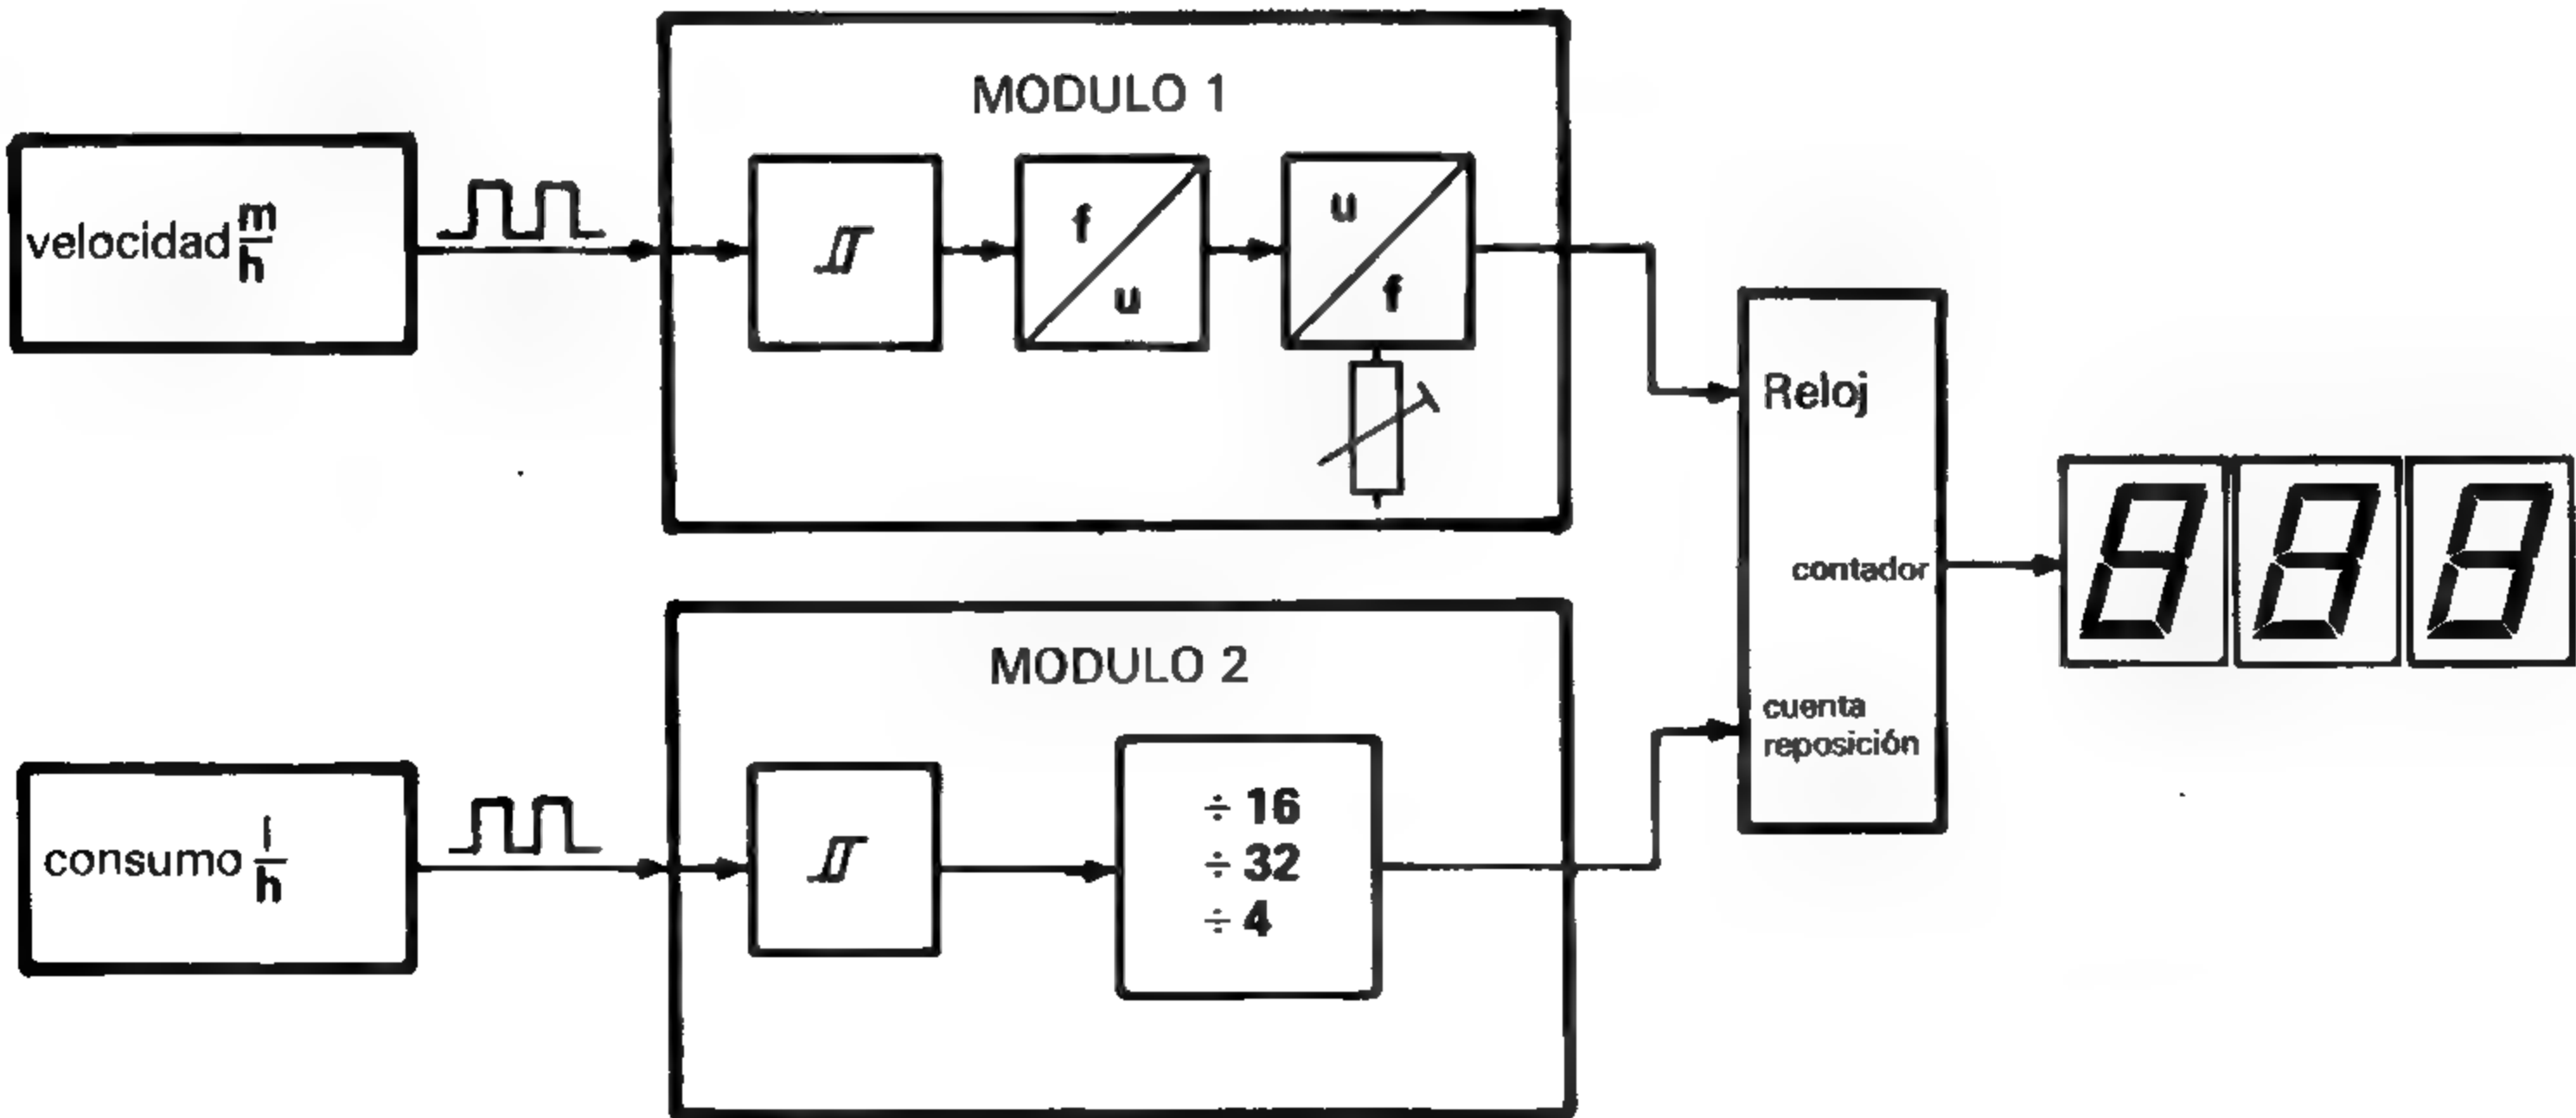 MODULO 1
velocidad m/h
f
u
u
f
Reloj
contador
cuenta
reposición
MODULO 2
consumo l/h
÷ 16
÷ 32
÷ 4